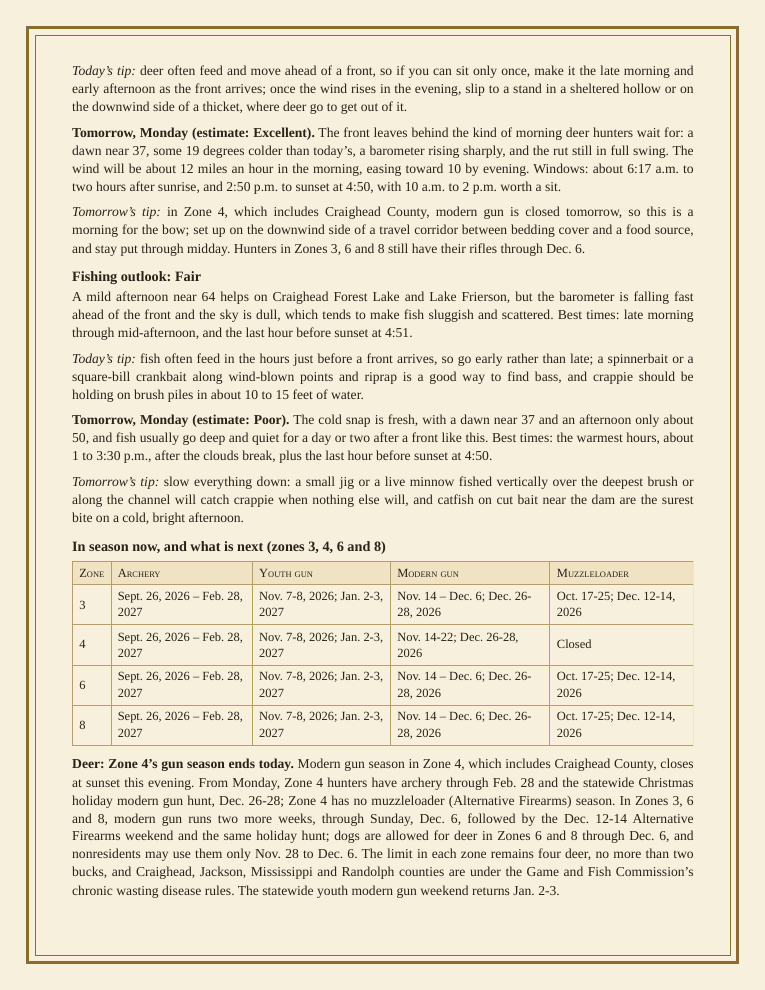 Today's tip: deer often feed and move ahead of a front, so if you can sit only once, make it the late morning and
early afternoon as the front arrives; once the wind rises in the evening, slip to a stand in a sheltered hollow or on
the downwind side of a thicket, where deer go to get out of it.
Tomorrow, Monday (estimate: Excellent). The front leaves behind the kind of morning deer hunters wait for: a
dawn near 37, some 19 degrees colder than today's, a barometer rising sharply, and the rut still in full swing. The
wind will be about 12 miles an hour in the morning, easing toward 10 by evening. Windows: about 6:17 a.m. to
two hours after sunrise, and 2:50 p.m. to sunset at 4:50, with 10 a.m. to 2 p.m. worth a sit.
Tomorrow's tip: in Zone 4, which includes Craighead County, modern gun is closed tomorrow, so this is a
morning for the bow; set up on the downwind side of a travel corridor between bedding cover and a food source,
and stay put through midday. Hunters in Zones 3, 6 and 8 still have their rifles through Dec. 6.
Fishing outlook: Fair
A mild afternoon near 64 helps on Craighead Forest Lake and Lake Frierson, but the barometer is falling fast
ahead of the front and the sky is dull, which tends to make fish sluggish and scattered. Best times: late morning
through mid-afternoon, and the last hour before sunset at 4:51.
Today's tip: fish often feed in the hours just before a front arrives, so go early rather than late; a spinnerbait or a
square-bill crankbait along wind-blown points and riprap is a good way to find bass, and crappie should be
holding on brush piles in about 10 to 15 feet of water.
Tomorrow, Monday (estimate: Poor). The cold snap is fresh, with a dawn near 37 and an afternoon only about
50, and fish usually go deep and quiet for a day or two after a front like this. Best times: the warmest hours, about
1 to 3:30 p.m., after the clouds break, plus the last hour before sunset at 4:50.
Tomorrow's tip: slow everything down: a small jig or a live minnow fished vertically over the deepest brush or
along the channel will catch crappie when nothing else will, and catfish on cut bait near the dam are the surest
bite on a cold, bright afternoon.
In season now, and what is next (zones 3, 4, 6 and 8)
Zone Archery Youth gun Modern gun Muzzleloader
3 Sept. 26, 2026 – Feb. 28, 2027 Nov. 7-8, 2026; Jan. 2-3, 2027 Nov. 14 – Dec. 6; Dec. 26-28, 2026 Oct. 17-25; Dec. 12-14, 2026
4 Sept. 26, 2026 – Feb. 28, 2027 Nov. 7-8, 2026; Jan. 2-3, 2027 Nov. 14-22; Dec. 26-28, 2026 Closed
6 Sept. 26, 2026 – Feb. 28, 2027 Nov. 7-8, 2026; Jan. 2-3, 2027 Nov. 14 – Dec. 6; Dec. 26-28, 2026 Oct. 17-25; Dec. 12-14, 2026
8 Sept. 26, 2026 – Feb. 28, 2027 Nov. 7-8, 2026; Jan. 2-3, 2027 Nov. 14 – Dec. 6; Dec. 26-28, 2026 Oct. 17-25; Dec. 12-14, 2026
Deer: Zone 4's gun season ends today. Modern gun season in Zone 4, which includes Craighead County, closes
at sunset this evening. From Monday, Zone 4 hunters have archery through Feb. 28 and the statewide Christmas
holiday modern gun hunt, Dec. 26-28; Zone 4 has no muzzleloader (Alternative Firearms) season. In Zones 3, 6
and 8, modern gun runs two more weeks, through Sunday, Dec. 6, followed by the Dec. 12-14 Alternative
Firearms weekend and the same holiday hunt; dogs are allowed for deer in Zones 6 and 8 through Dec. 6, and
nonresidents may use them only Nov. 28 to Dec. 6. The limit in each zone remains four deer, no more than two
bucks, and Craighead, Jackson, Mississippi and Randolph counties are under the Game and Fish Commission's
chronic wasting disease rules. The statewide youth modern gun weekend returns Jan. 2-3.